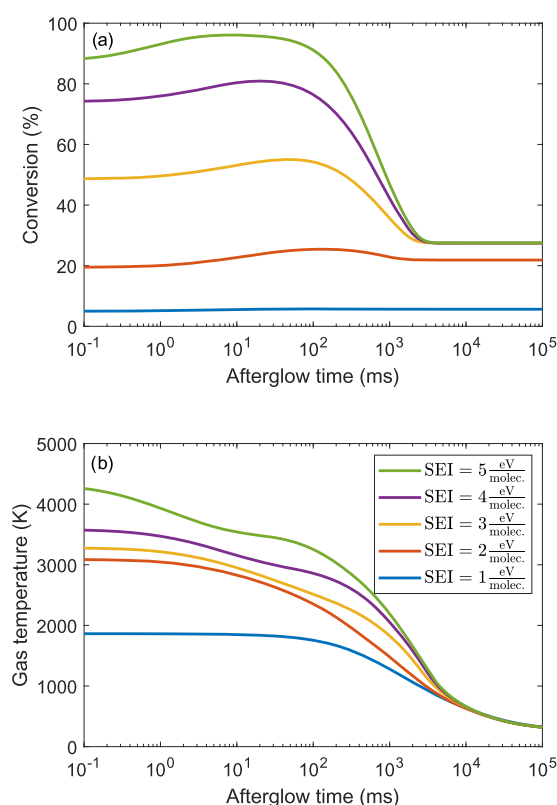 (a)
Conversion (%)
100
80
60
40
20
0
10^-1 10^0 10^1 10^2 10^3 10^4 10^5
Afterglow time (ms)
(b)
Gas temperature (K)
5000
4000
3000
2000
1000
0
SEI = 5 eV/molec.
SEI = 4 eV/molec.
SEI = 3 eV/molec.
SEI = 2 eV/molec.
SEI = 1 eV/molec.
10^-1 10^0 10^1 10^2 10^3 10^4 10^5
Afterglow time (ms)